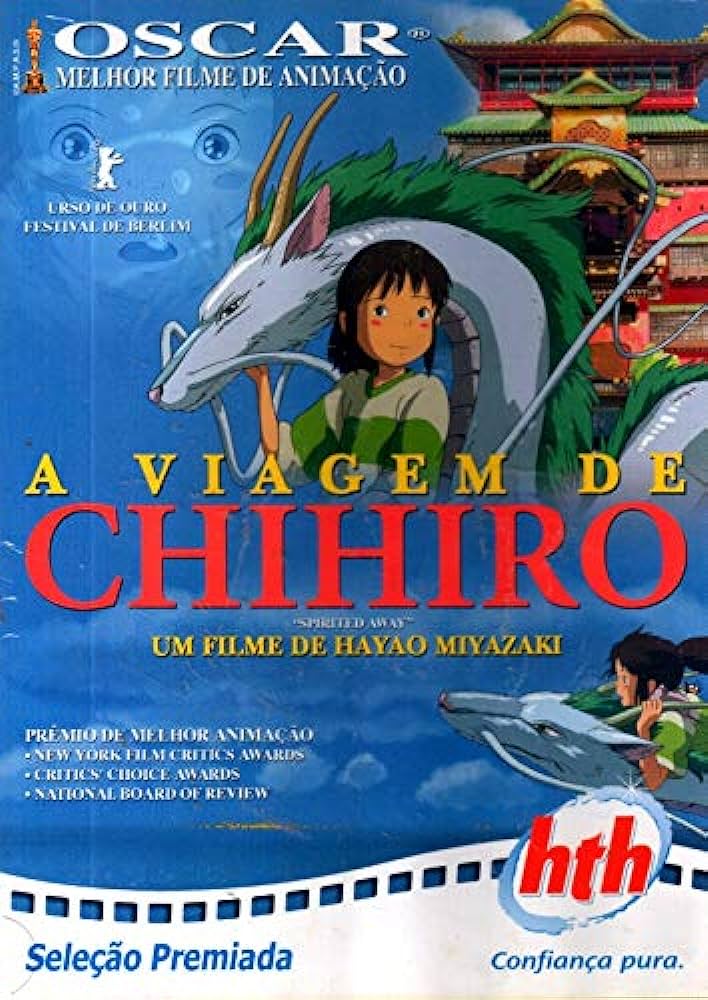 OSCAR®
MELHOR FILME DE ANIMAÇÃO
URSO DE OURO
FESTIVAL DE BERLIM
A VIAGEM DE
CHIHIRO
"SPIRITED AWAY"
UM FILME DE HAYAO MIYAZAKI
PRÊMIO DE MELHOR ANIMAÇÃO
• NEW YORK FILM CRITICS AWARDS
• CRITICS' CHOICE AWARDS
• NATIONAL BOARD OF REVIEW
hth
Seleção Premiada
Confiança pura.